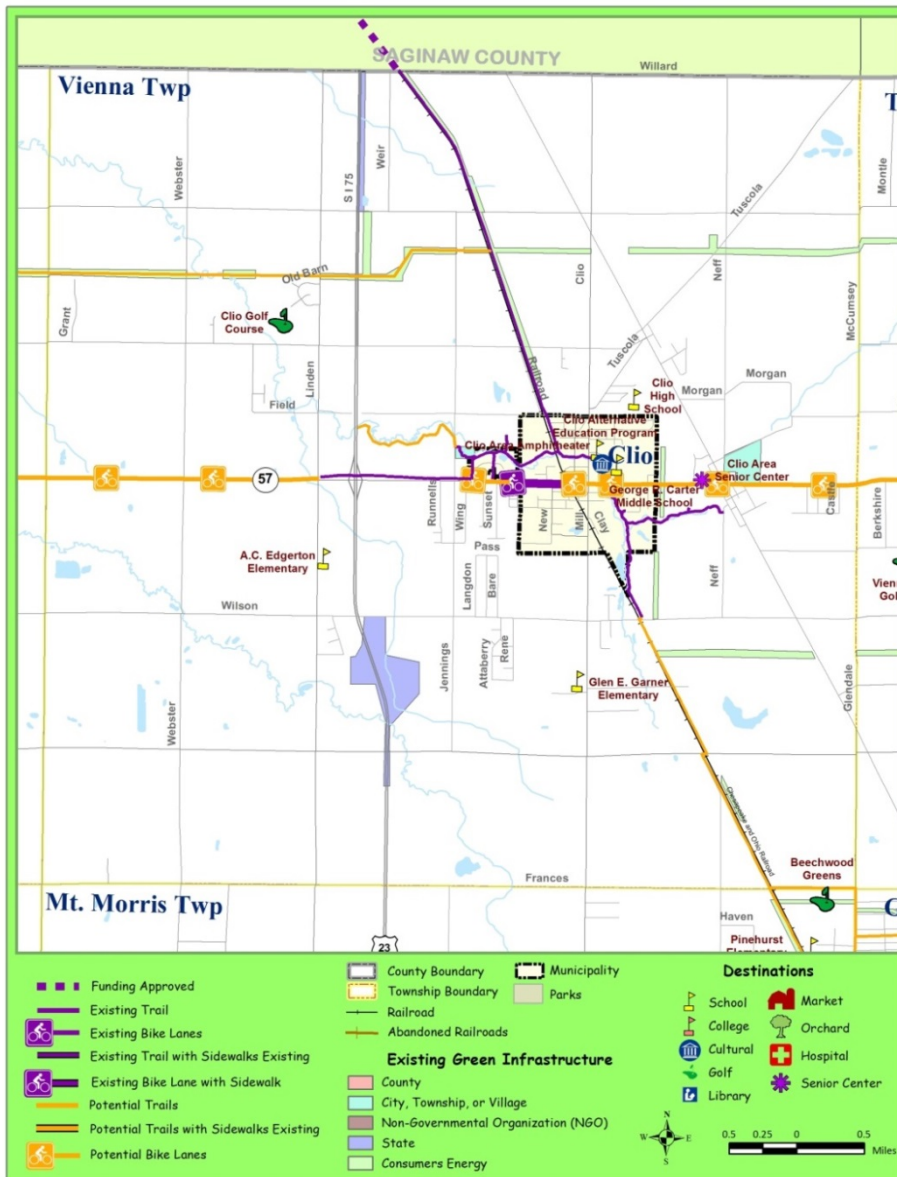 SAGINAW COUNTY
Willard
Vienna Twp
T
Webster
S I 75
Weir
Tuscola
Montle
Clio
Neff
Old Barn
McCumsey
Grant
Clio Golf
Course
Linden
Railroad
Tuscola
Clio
High
School
Morgan
Morgan
Field
Clio Alternative
Education Program
Clio Area Amphitheater
Clio
Clio Area
Senior Center
57
George R. Carter
Middle School
Runnells
Wing
Sunset
New
Mill
Clay
Castle
Berkshire
Pass
A.C. Edgerton
Elementary
Langdon
Bare
Neff
Vien
Gol
Wilson
Jennings
Attaberry
Rene
Glen E. Garner
Elementary
Glendale
Webster
Chesapeake and Ohio Railroad
Beechwood
Greens
Frances
Mt. Morris Twp
Haven
Pinehurst
Elementary
23
Funding Approved
Existing Trail
Existing Bike Lanes
Existing Trail with Sidewalks Existing
Existing Bike Lane with Sidewalk
Potential Trails
Potential Trails with Sidewalks Existing
Potential Bike Lanes
County Boundary
Township Boundary
Railroad
Abandoned Railroads
Municipality
Parks
Existing Green Infrastructure
County
City, Township, or Village
Non-Governmental Organization (NGO)
State
Consumers Energy
Destinations
School
College
Cultural
Golf
Library
Market
Orchard
Hospital
Senior Center
N
W E
S
0.5 0.25 0 0.5
Miles